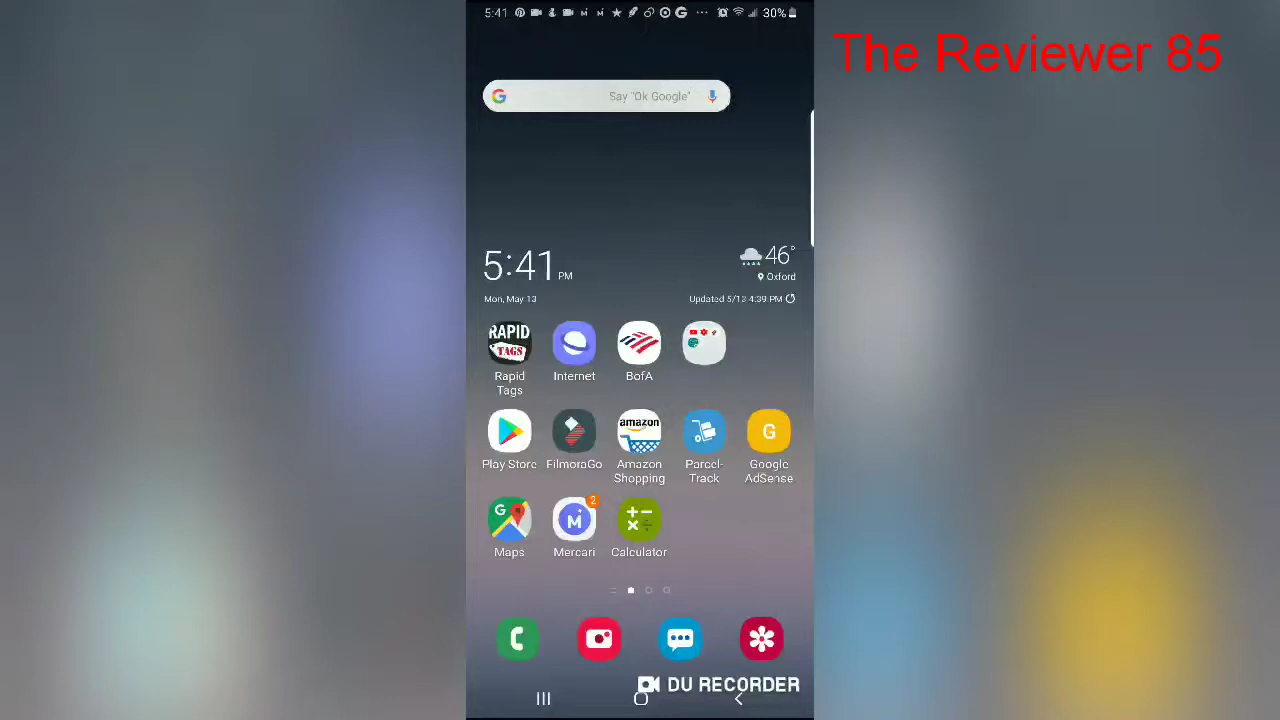 5:41
30%
The Reviewer 85
Say "Ok Google"
5:41 PM
46°
Oxford
Mon, May 13
Updated 5/13 4:39 PM
RAPID
TAGS
Rapid
Tags
Internet
BofA
amazon
G
Play Store
FilmoraGo
Amazon
Shopping
Parcel-
Track
Google
AdSense
G
2
M
Maps
Mercari
Calculator
DU RECORDER